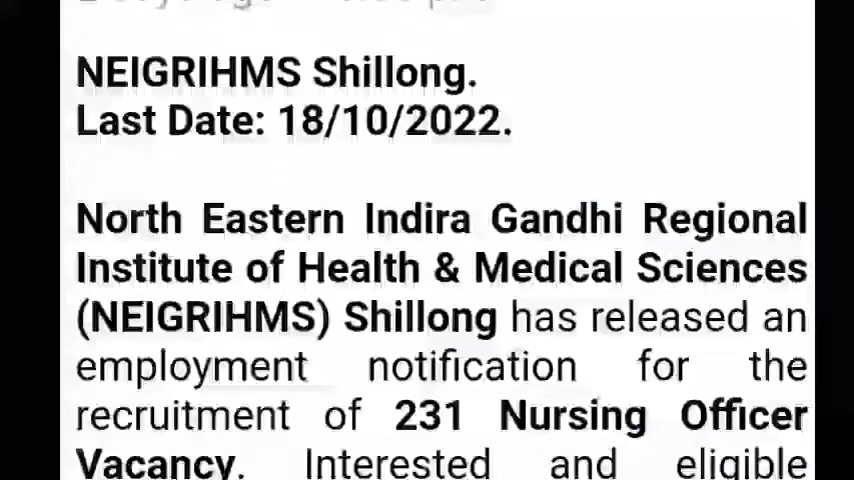 NEIGRIHMS Shillong.
Last Date: 18/10/2022.
North Eastern Indira Gandhi Regional
Institute of Health & Medical Sciences
(NEIGRIHMS) Shillong has released an
employment notification for the
recruitment of 231 Nursing Officer
Vacancy. Interested and eligible